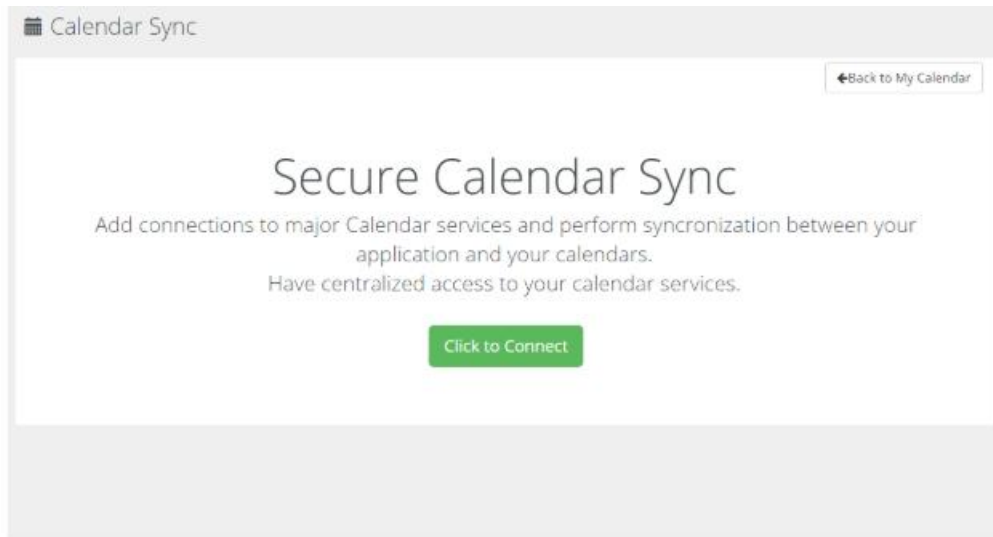 Calendar Sync
Back to My Calendar
Secure Calendar Sync
Add connections to major Calendar services and perform syncronization between your
application and your calendars.
Have centralized access to your calendar services.
Click to Connect